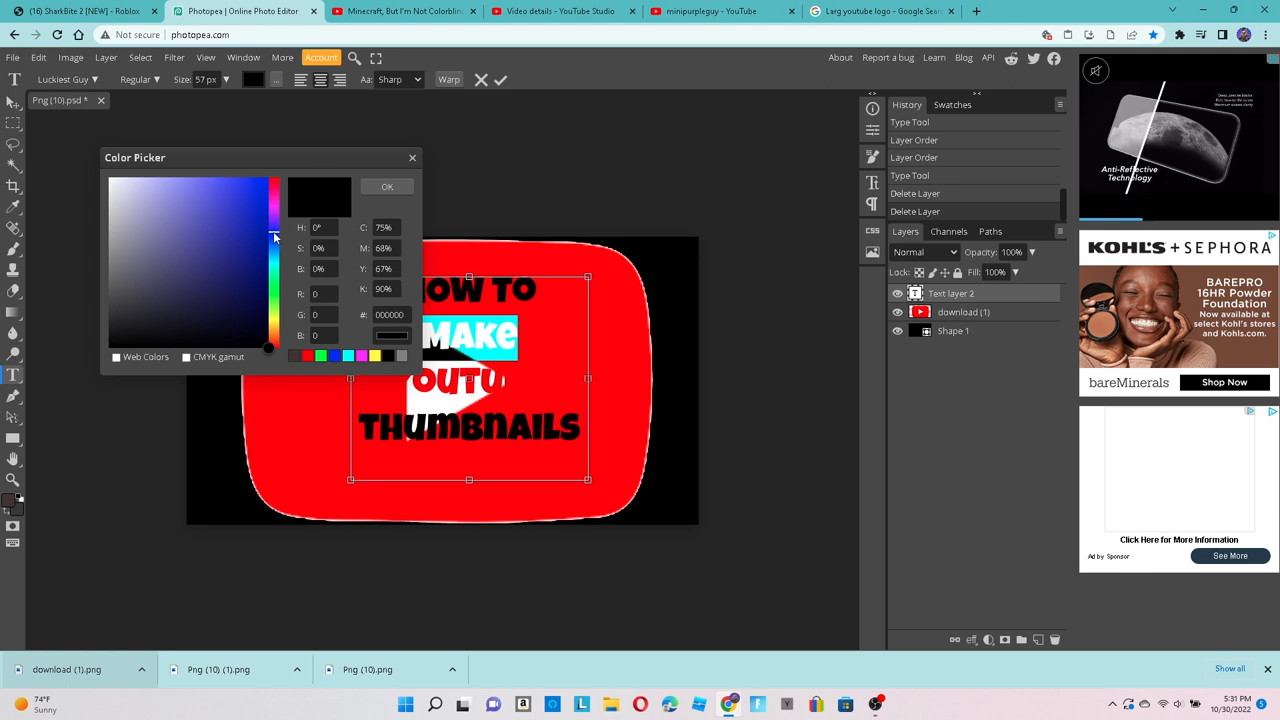 SharkBite 2 [NEW] - Roblox
Photopea | Online Photo Editor
Minecraft, But I'm Not Colorblin
Video details - YouTube Studio
minipurpleguy - YouTube
Larg youtube logo - Google Sear
Not secure | photopea.com
File Edit Image Layer Select Filter View Window More Account
About Report a bug Learn Blog API
Luckiest Guy Regular Size: 57 px ... Aa: Sharp Warp
Png (10).psd *
Color Picker
OK
H: 0° C: 75%
S: 0% M: 68%
B: 0% Y: 67%
R: 0 K: 90%
G: 0 #: 000000
B: 0
Web Colors CMYK gamut
HOW TO
MAKE
OUTU
THUMBNAILS
History Swatches
Type Tool
Layer Order
Layer Order
Type Tool
Delete Layer
Delete Layer
Layers Channels Paths
Normal Opacity: 100%
Lock: Fill: 100%
Text layer 2
download (1)
Shape 1
CSS
eff
Anti-Reflective
Technology
KOHL'S + SEPHORA
BAREPRO
16HR Powder
Foundation
Now available at
select Kohl's stores
and Kohls.com.
bareMinerals Shop Now
Click Here for More Information
Ad by Sponsor See More
download (1).png
Png (10) (1).png
Png (10).png
Show all
74°F
Sunny
5:31 PM
10/30/2022
5